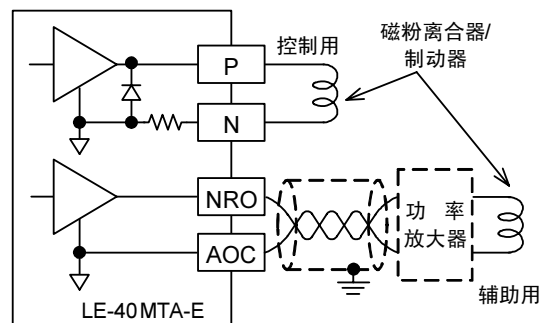 磁粉离合器/
制动器
控制用
P
N
NRO
AOC
功 率
放大器
辅助用
LE-40MTA-E